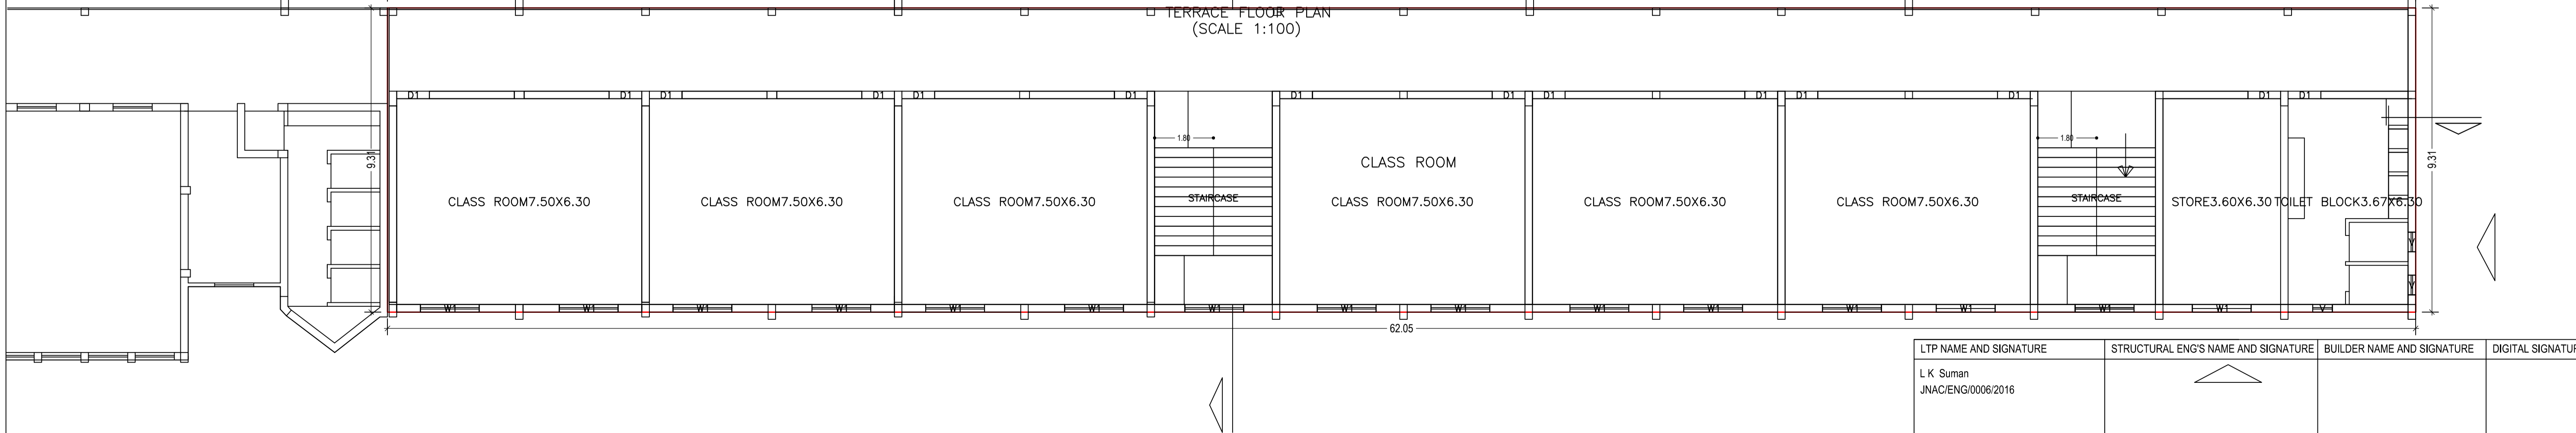 TERRACE FLOOR PLAN
(SCALE 1:100)
D1 D1 D1 D1 D1 D1 D1 D1 D1 D1 D1 D1 D1 D1
1.80 1.80
9.31 9.31
CLASS ROOM
STAIRCASE STAIRCASE
CLASS ROOM7.50X6.30 CLASS ROOM7.50X6.30 CLASS ROOM7.50X6.30 CLASS ROOM7.50X6.30 CLASS ROOM7.50X6.30 CLASS ROOM7.50X6.30 STORE3.60X6.30 TOILET BLOCK3.67X6.30
V
V
W1 W1 W1 W1 W1 W1 W1 W1 W1 W1 W1 W1 W1 W1 W1 V
62.05
LTP NAME AND SIGNATURE STRUCTURAL ENG'S NAME AND SIGNATURE BUILDER NAME AND SIGNATURE DIGITAL
L K Suman
JNAC/ENG/0006/2016